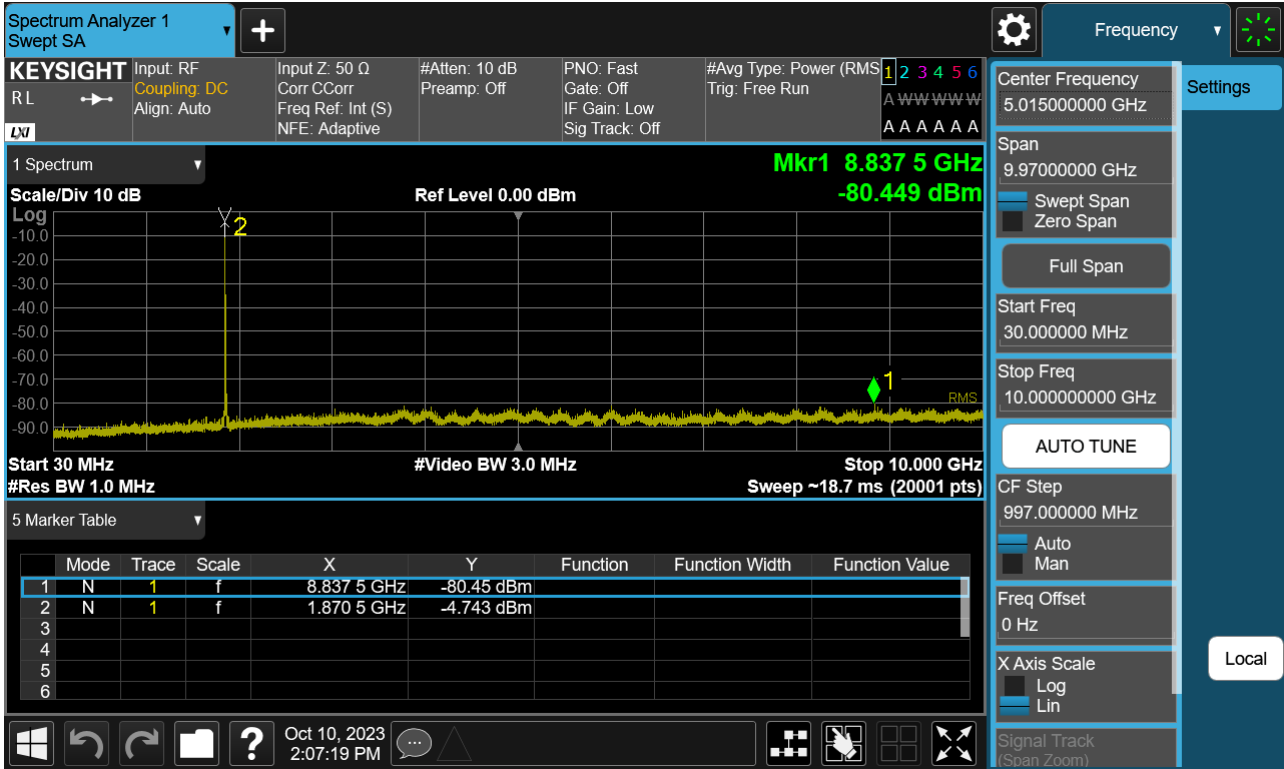 Spectrum Analyzer 1
Swept SA
Frequency
KEYSIGHT
R L
LXI
Input: RF
Coupling: DC
Align: Auto
Input Z: 50 Ω
Corr CCorr
Freq Ref: Int (S)
NFE: Adaptive
#Atten: 10 dB
Preamp: Off
PNO: Fast
Gate: Off
IF Gain: Low
Sig Track: Off
#Avg Type: Power (RMS
Trig: Free Run
1 2 3 4 5 6
A W W W W W
A A A A A A
1 Spectrum
Mkr1 8.837 5 GHz
Scale/Div 10 dB
Ref Level 0.00 dBm
-80.449 dBm
Log
-10.0
-20.0
-30.0
-40.0
-50.0
-60.0
-70.0
-80.0
-90.0
2
1
RMS
Start 30 MHz
#Video BW 3.0 MHz
Stop 10.000 GHz
#Res BW 1.0 MHz
Sweep ~18.7 ms (20001 pts)
5 Marker Table
Mode Trace Scale X Y Function Function Width Function Value
1 N 1 f 8.837 5 GHz -80.45 dBm
2 N 1 f 1.870 5 GHz -4.743 dBm
3
4
5
6
?
Oct 10, 2023
2:07:19 PM
Center Frequency
5.015000000 GHz
Span
9.97000000 GHz
Swept Span
Zero Span
Full Span
Start Freq
30.000000 MHz
Stop Freq
10.000000000 GHz
AUTO TUNE
CF Step
997.000000 MHz
Auto
Man
Freq Offset
0 Hz
X Axis Scale
Log
Lin
Signal Track
(Span Zoom)
Settings
Local